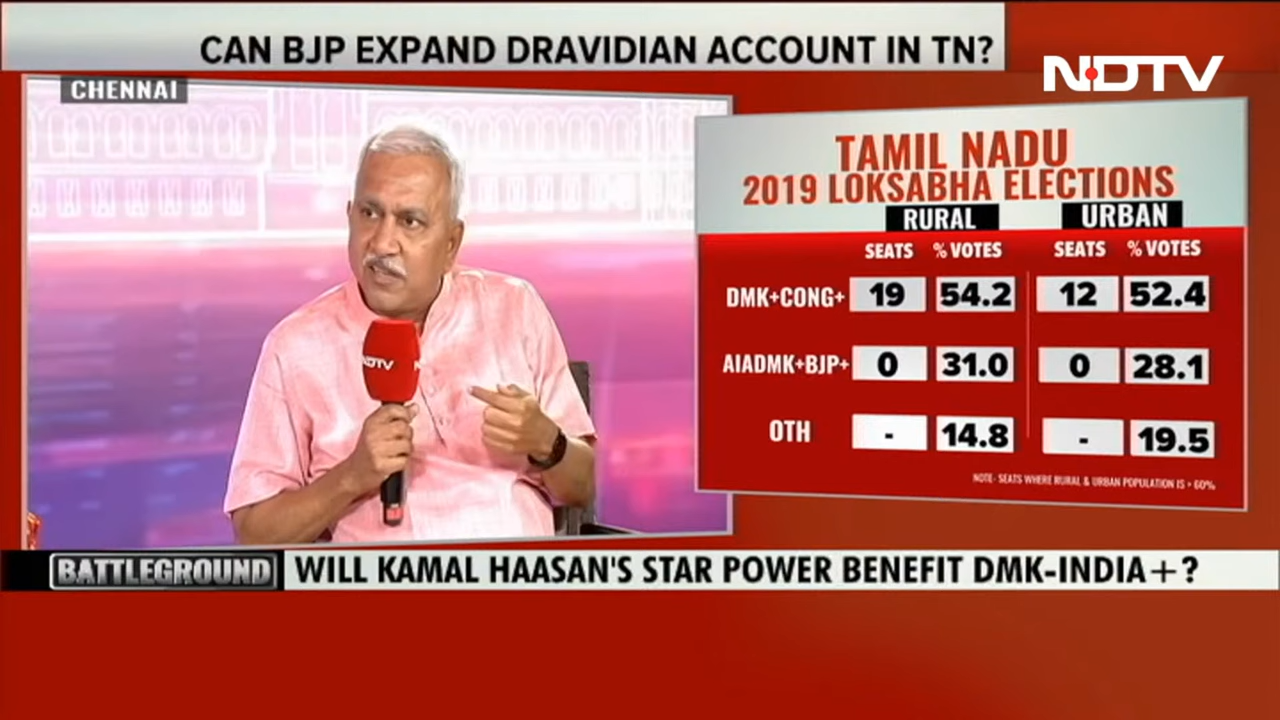 CAN BJP EXPAND DRAVIDIAN ACCOUNT IN TN?
NDTV
CHENNAI
TAMIL NADU
2019 LOKSABHA ELECTIONS
RURAL URBAN
SEATS % VOTES SEATS % VOTES
DMK+CONG+ 19 54.2 12 52.4
AIADMK+BJP+ 0 31.0 0 28.1
OTH - 14.8 - 19.5
NOTE- SEATS WHERE RURAL & URBAN POPULATION IS > 60%
NDTV
BATTLEGROUND WILL KAMAL HAASAN'S STAR POWER BENEFIT DMK-INDIA+?